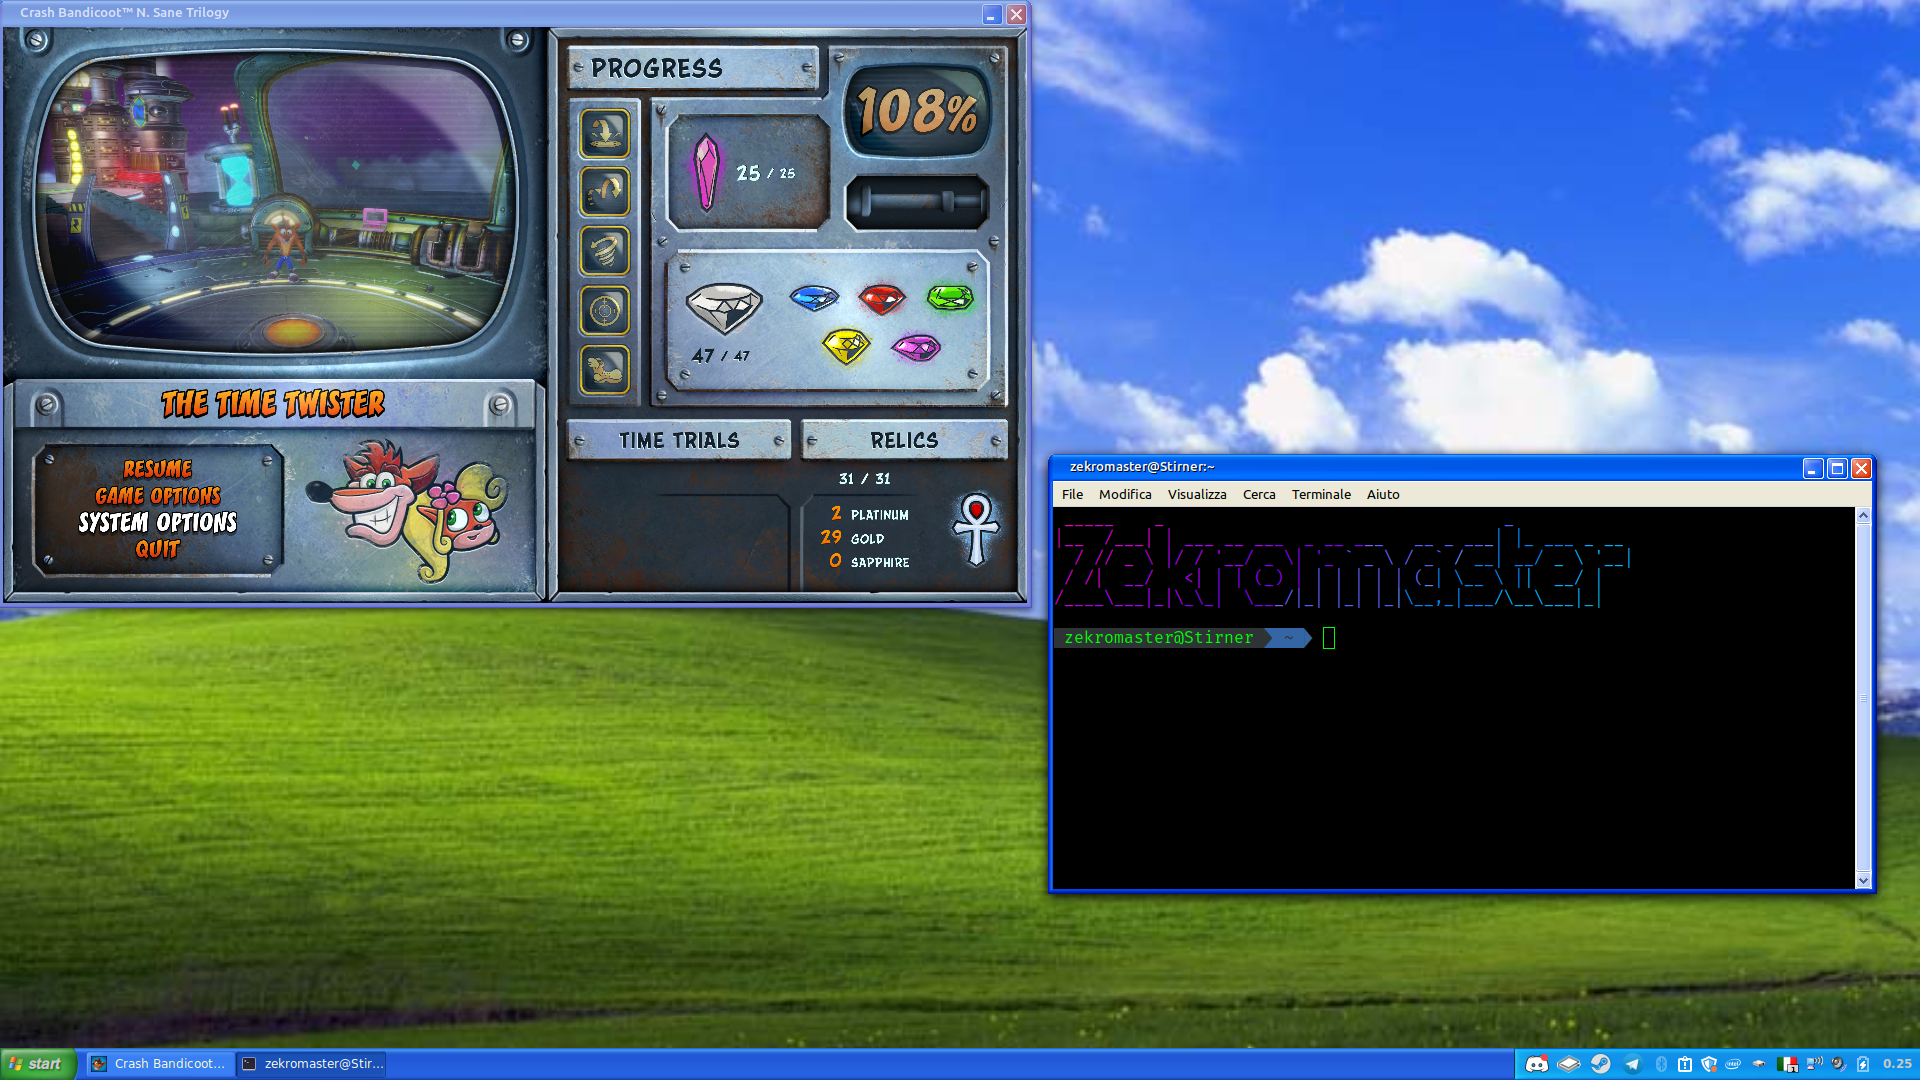 Crash Bandicoot™ N. Sane Trilogy
PROGRESS
108%
25 / 25
47 / 47
THE TIME TWISTER
RESUME
GAME OPTIONS
SYSTEM OPTIONS
QUIT
TIME TRIALS
RELICS
31 / 31
2 PLATINUM
29 GOLD
0 SAPPHIRE
zekromaster@Stirner:~
File Modifica Visualizza Cerca Terminale Aiuto
Zekromaster
zekromaster@Stirner ~
start
Crash Bandicoot...
zekromaster@Stir...
0.25